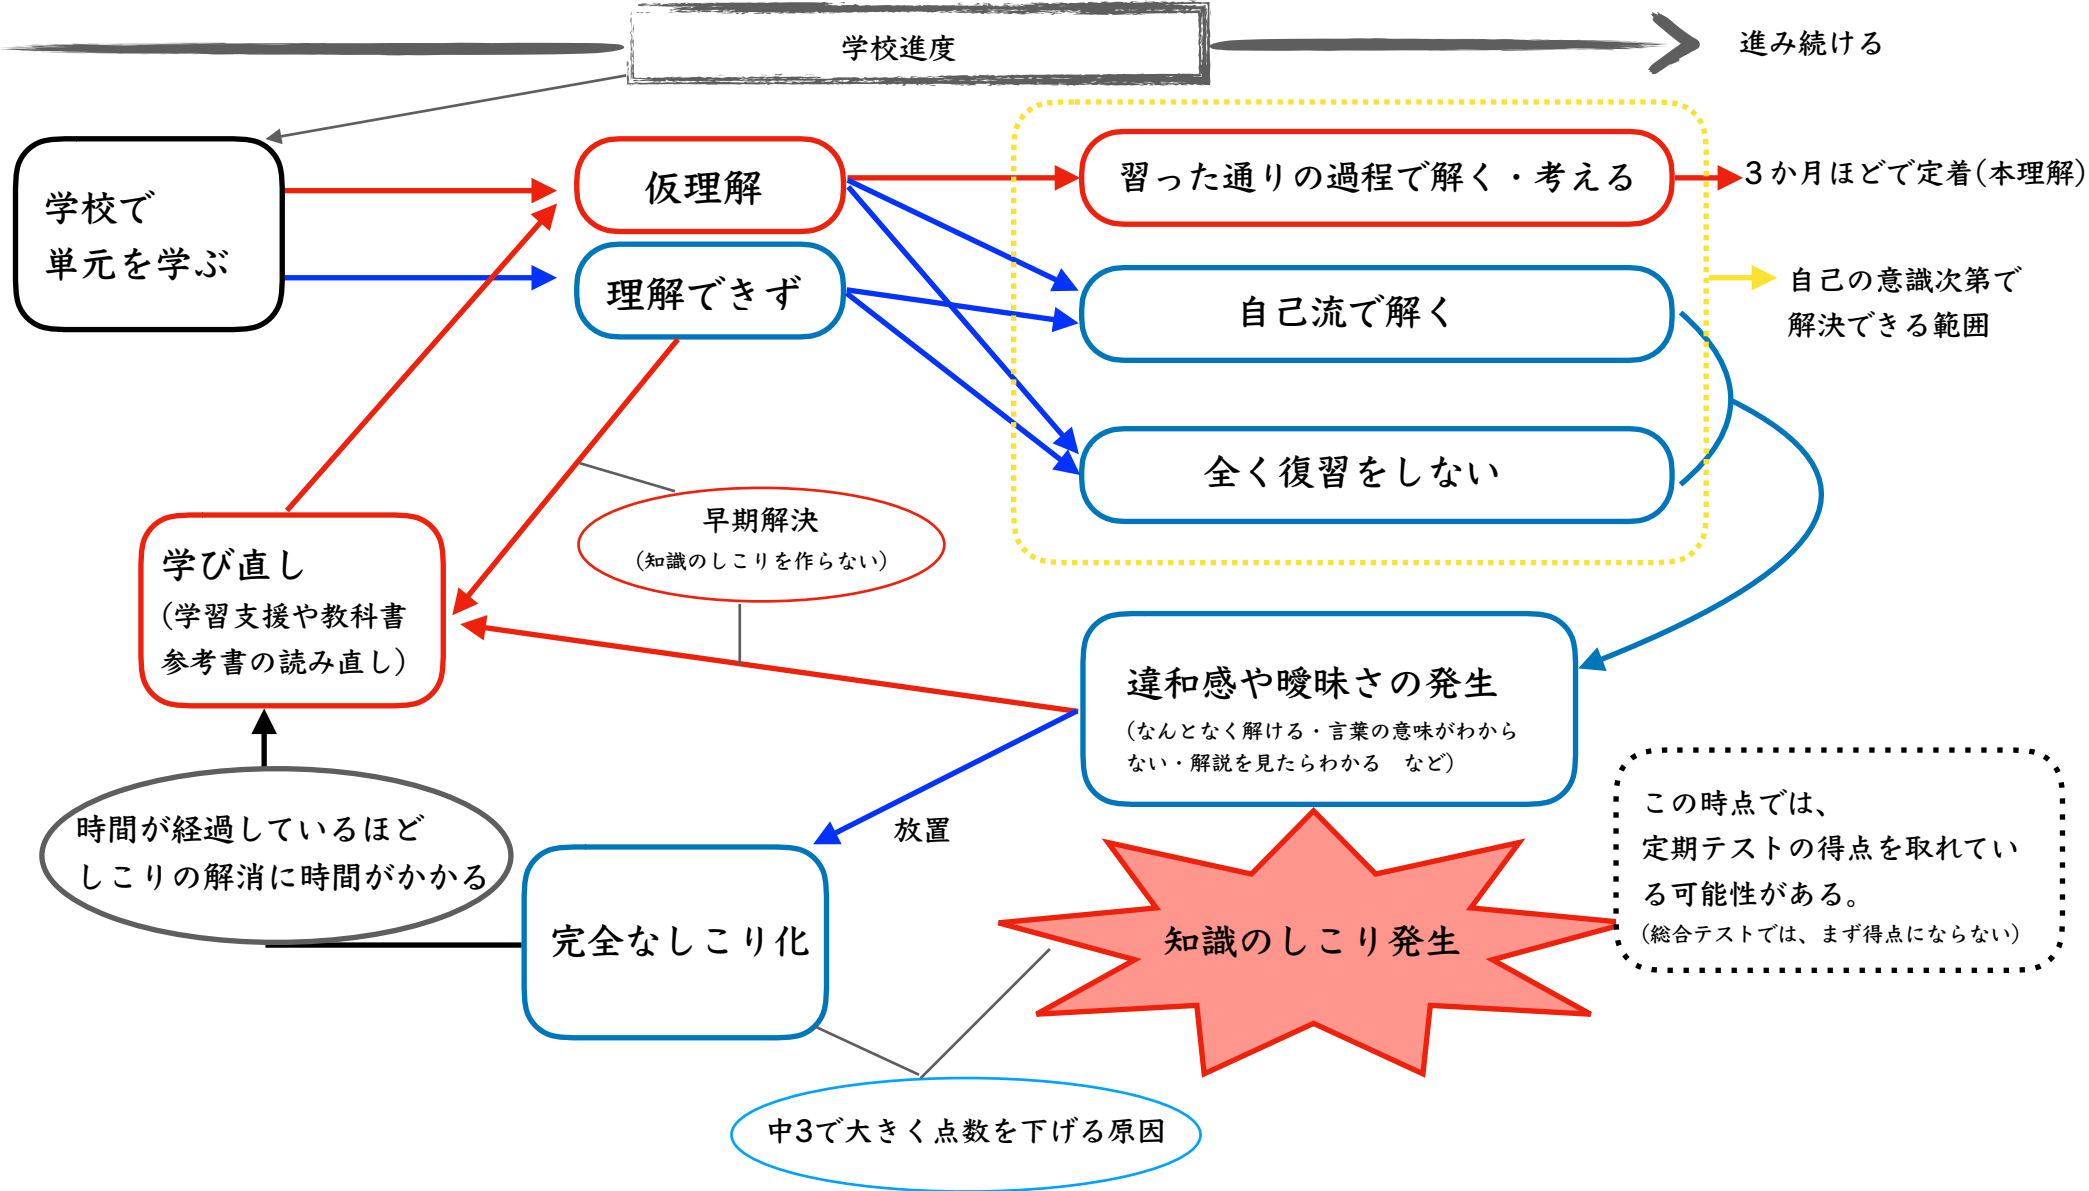 学校進度
進み続ける
学校で
単元を学ぶ
仮理解
理解できず
習った通りの過程で解く・考える
3か月ほどで定着(本理解)
自己流で解く
自己の意識次第で
解決できる範囲
全く復習をしない
早期解決
(知識のしこりを作らない)
学び直し
(学習支援や教科書
参考書の読み直し)
違和感や曖昧さの発生
(なんとなく解ける・言葉の意味がわから
ない・解説を見たらわかる　など)
時間が経過しているほど
しこりの解消に時間がかかる
放置
完全なしこり化
知識のしこり発生
この時点では、
定期テストの得点を取れてい
る可能性がある。
(総合テストでは、まず得点にならない)
中3で大きく点数を下げる原因